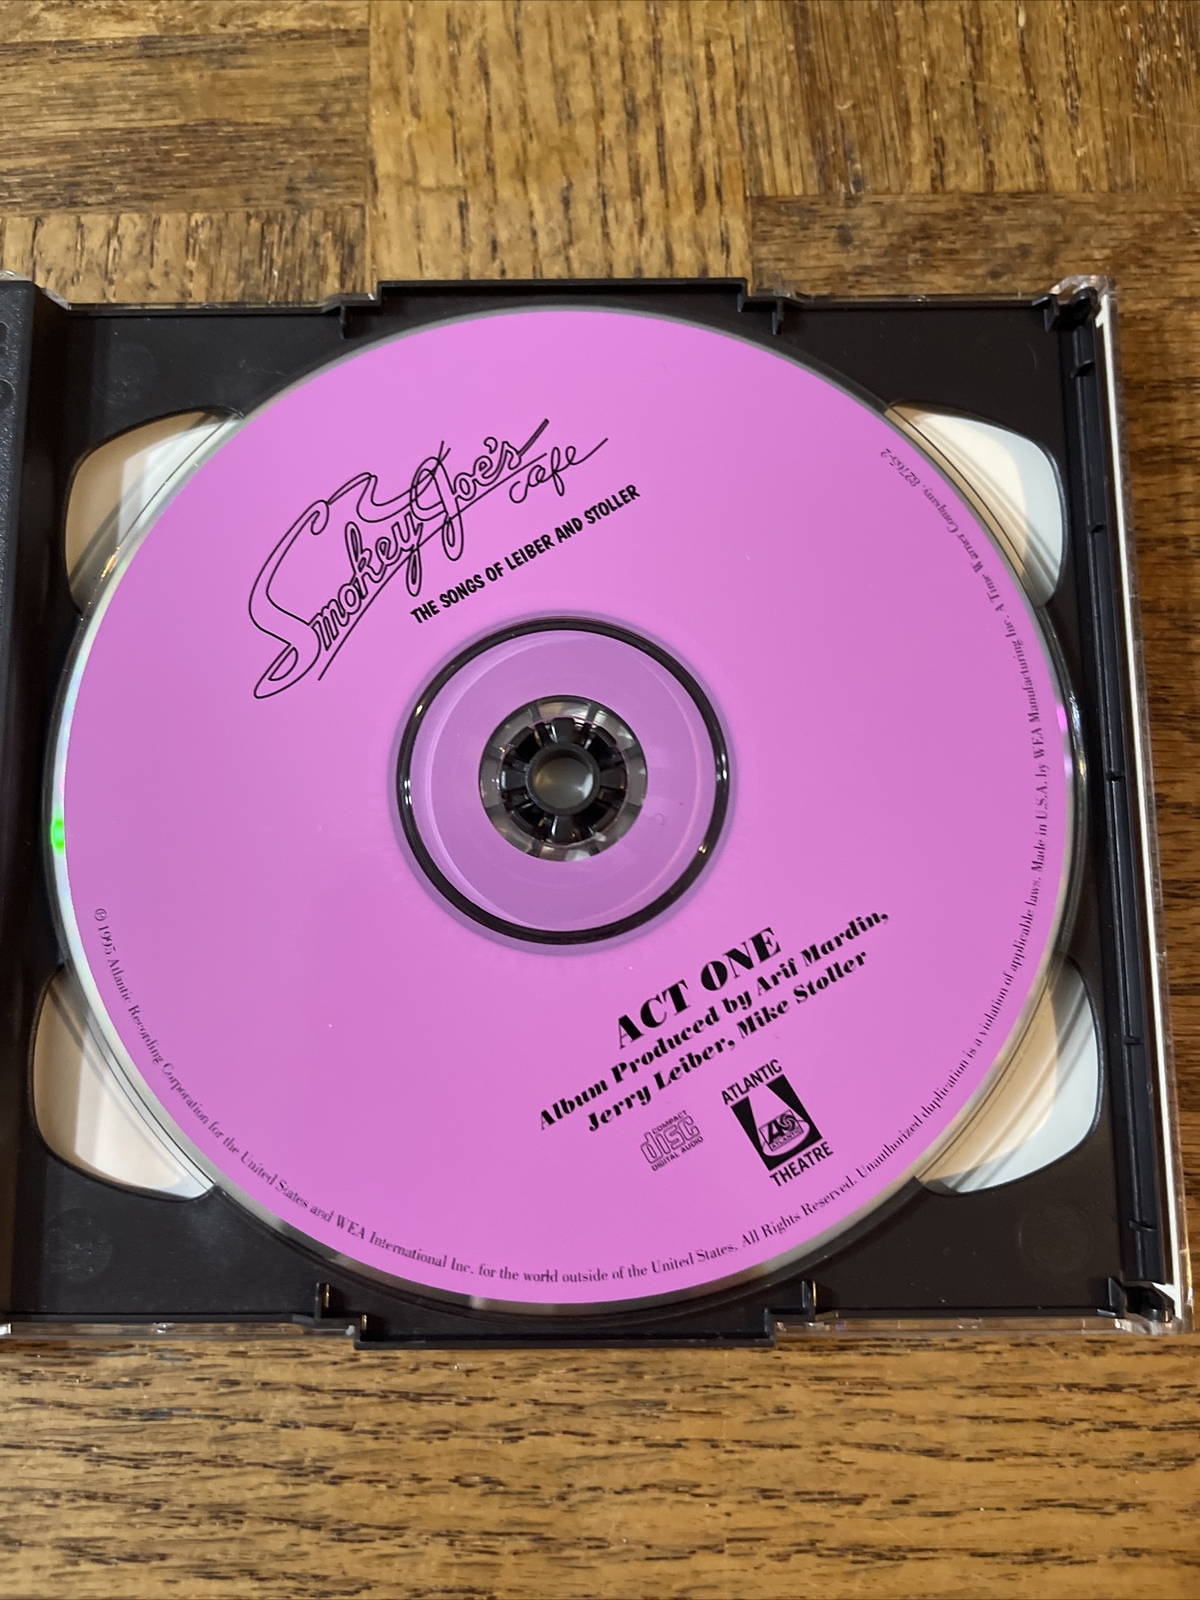 Smokey Joe's
cafe
THE SONGS OF LEIBER AND STOLLER
ACT ONE
Album Produced by Arif Mardin,
Jerry Leiber, Mike Stoller
COMPACT
disc
DIGITAL AUDIO
ATLANTIC
ATLANTIC
THEATRE
℗ 1995 Atlantic Recording Corporation for the United States and WEA International Inc. for the world outside of the United States. All Rights Reserved. Unauthorized duplication is a violation of applicable laws. Made in U.S.A. by WEA Manufacturing Inc. A Time Warner Company. 82765-2